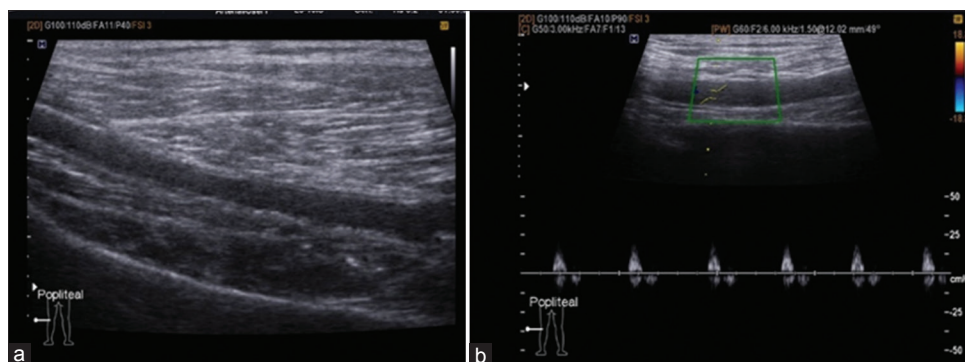 [2D] G100/110dB/FA11/P40/FSI 3
H
Popliteal
a
[2D] G100/110dB/FA10/P90/FSI 3
[C] G50/3.00kHz/FA7/F1/13
[PW] G60/F2/6.00 kHz/1.50@12.02 mm/49°
H
18.
-18.
50
25
cm/
-25
-50
Popliteal
b